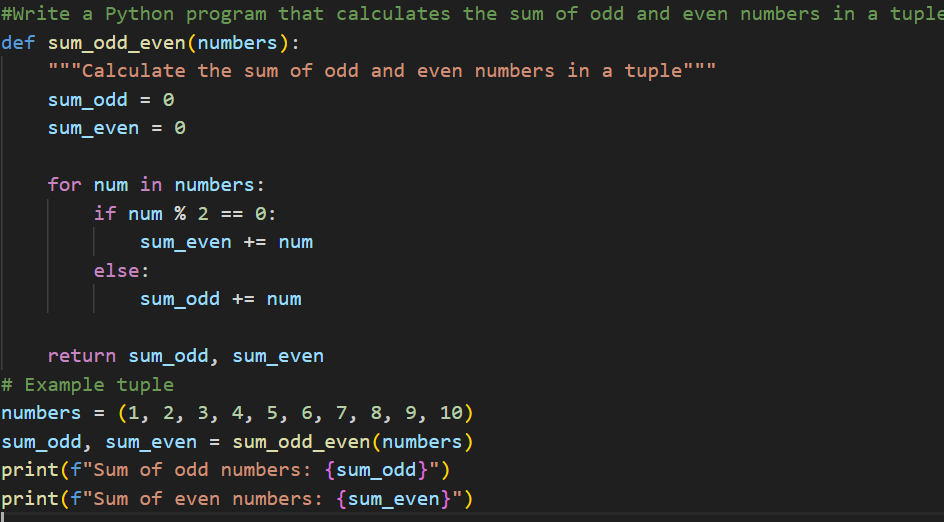 #Write a Python program that calculates the sum of odd and even numbers in a tuple
def sum_odd_even(numbers):
    """Calculate the sum of odd and even numbers in a tuple"""
    sum_odd = 0
    sum_even = 0

    for num in numbers:
        if num % 2 == 0:
            sum_even += num
        else:
            sum_odd += num

    return sum_odd, sum_even
# Example tuple
numbers = (1, 2, 3, 4, 5, 6, 7, 8, 9, 10)
sum_odd, sum_even = sum_odd_even(numbers)
print(f"Sum of odd numbers: {sum_odd}")
print(f"Sum of even numbers: {sum_even}")